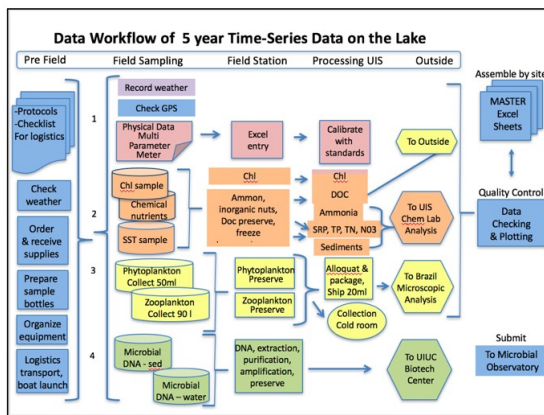 Data Workflow of 5 year Time-Series Data on the Lake
Pre Field
Field Sampling
Field Station
Processing UIS
Outside
Assemble by site
-Protocols
-Checklist
For logistics
Check
weather
Order
& receive
supplies
Prepare
sample
bottles
Organize
equipment
Logistics
transport,
boat launch
1
Record weather
Check GPS
Physical Data
Multi
Parameter
Meter
Excel
entry
Calibrate
with
standards
To Outside
2
Chl sample
Chemical
nutrients
SST sample
Chl
Ammon,
inorganic nuts,
Doc preserve,
freeze
Chl
DOC
Ammonia
SRP, TP, TN, N03
Sediments
To UIS
Chem Lab
Analysis
3
Phytoplankton
Collect 50ml
Zooplankton
Collect 90 l
Phytoplankton
Preserve
Zooplankton
Preserve
Alloquat &
package,
Ship 20ml
Collection
Cold room
To Brazil
Microscopic
Analysis
4
Microbial
DNA - sed
Microbial
DNA – water
DNA, extraction,
purification,
amplification,
preserve
To UIUC
Biotech
Center
MASTER
Excel
Sheets
Quality Control
Data
Checking
& Plotting
Submit
To Microbial
Observatory